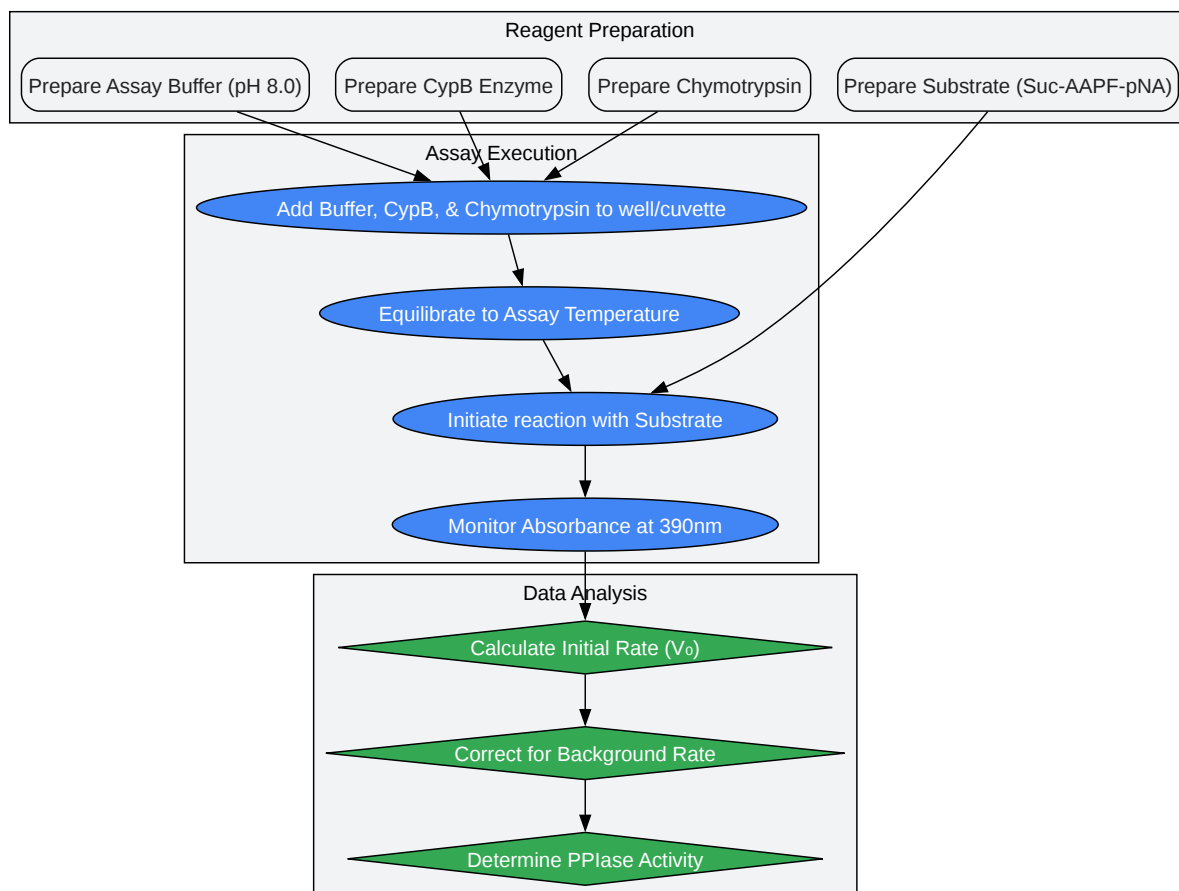 Reagent Preparation
Prepare Assay Buffer (pH 8.0)
Prepare CypB Enzyme
Prepare Chymotrypsin
Prepare Substrate (Suc-AAPF-pNA)
Assay Execution
Add Buffer, CypB, & Chymotrypsin to well/cuvette
Equilibrate to Assay Temperature
Initiate reaction with Substrate
Monitor Absorbance at 390nm
Data Analysis
Calculate Initial Rate (V₀)
Correct for Background Rate
Determine PPIase Activity